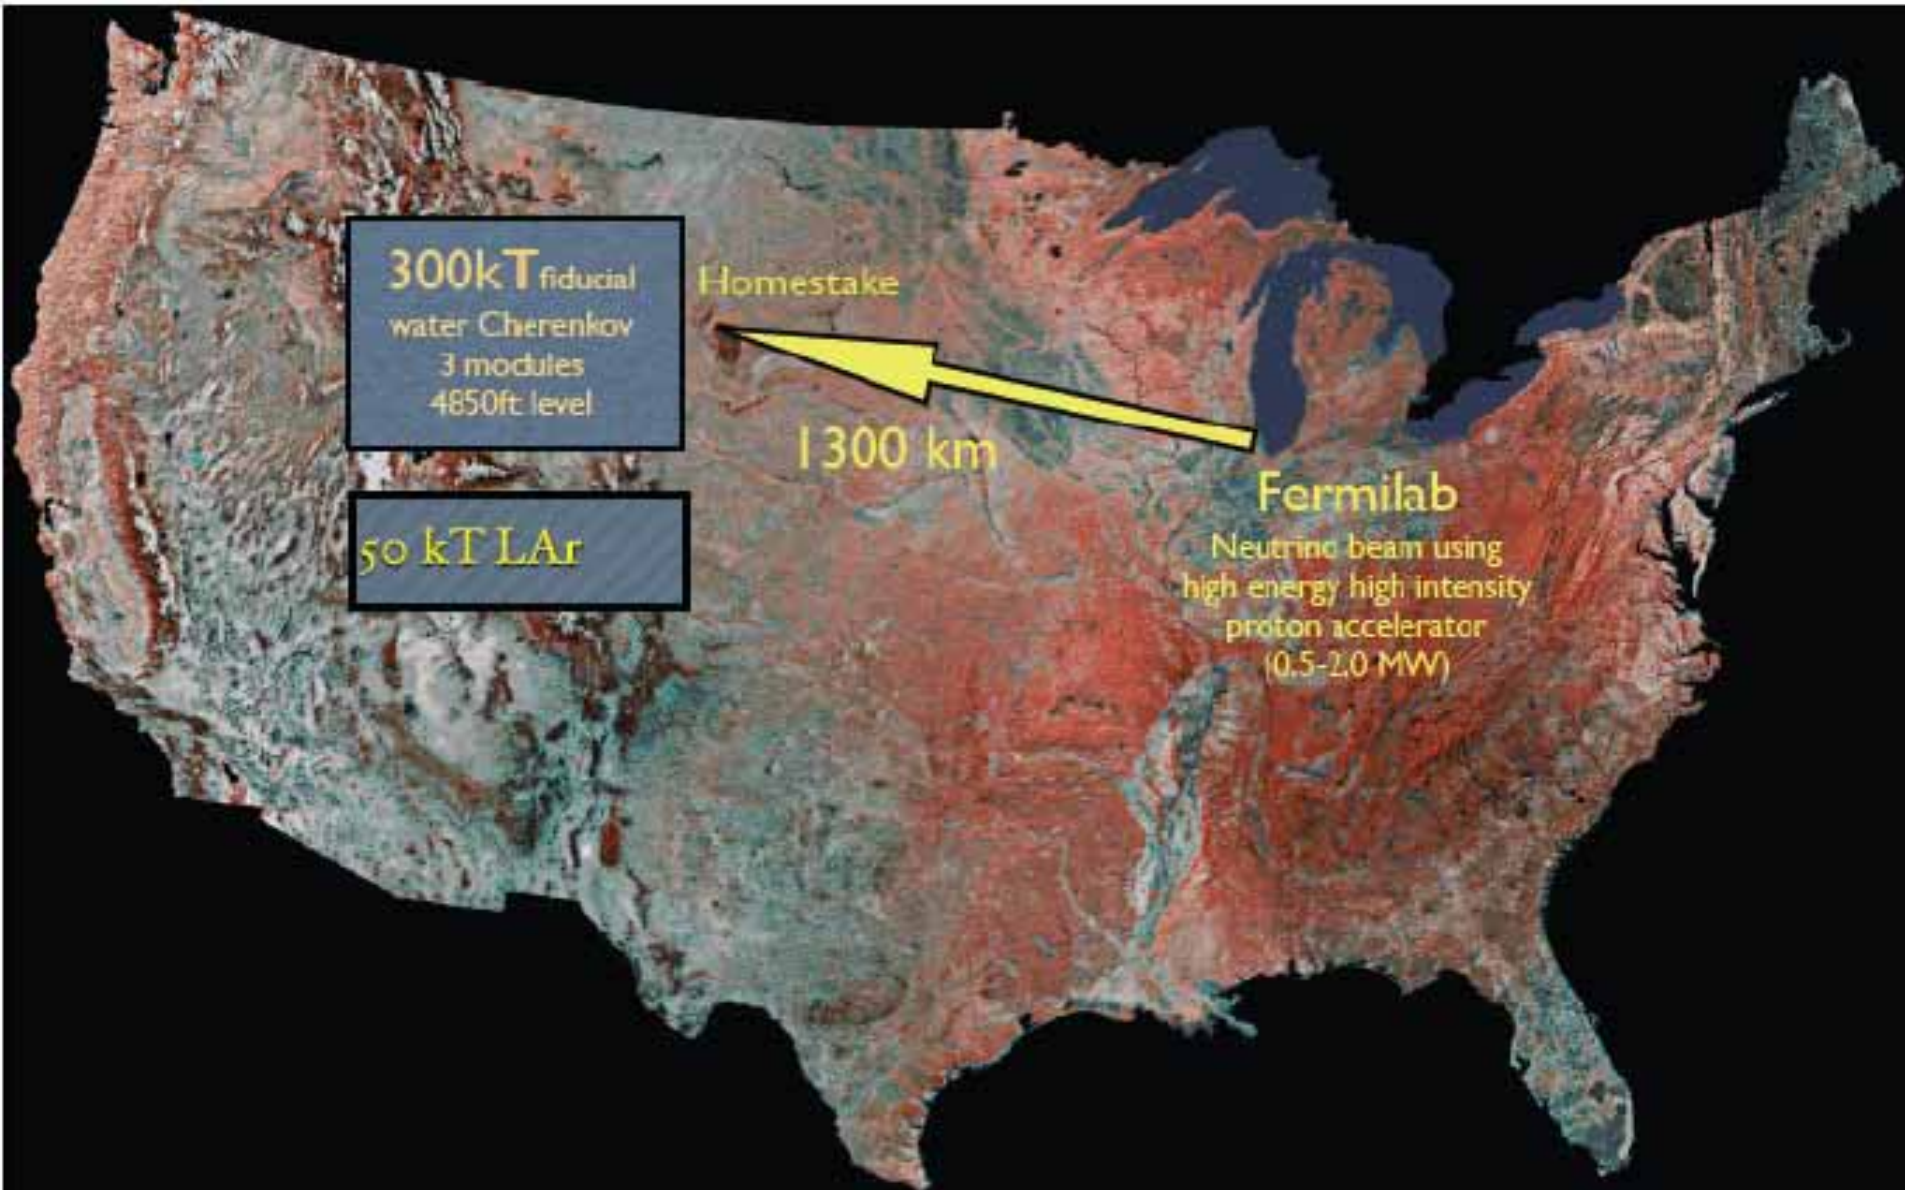 300kT fiducial
water Cherenkov
3 modules
4850ft level
Homestake
1300 km
50 kT LAr
Fermilab
Neutrino beam using
high energy high intensity
proton accelerator
(0.5-2.0 MW)